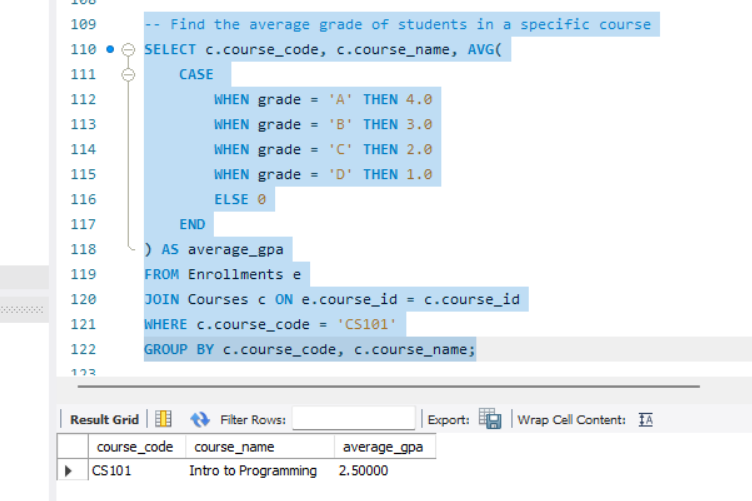 109 -- Find the average grade of students in a specific course
110 SELECT c.course_code, c.course_name, AVG(
111 CASE
112 WHEN grade = 'A' THEN 4.0
113 WHEN grade = 'B' THEN 3.0
114 WHEN grade = 'C' THEN 2.0
115 WHEN grade = 'D' THEN 1.0
116 ELSE 0
117 END
118 ) AS average_gpa
119 FROM Enrollments e
120 JOIN Courses c ON e.course_id = c.course_id
121 WHERE c.course_code = 'CS101'
122 GROUP BY c.course_code, c.course_name;
123
Result Grid Filter Rows: Export: Wrap Cell Content:
course_code course_name average_gpa
CS101 Intro to Programming 2.50000